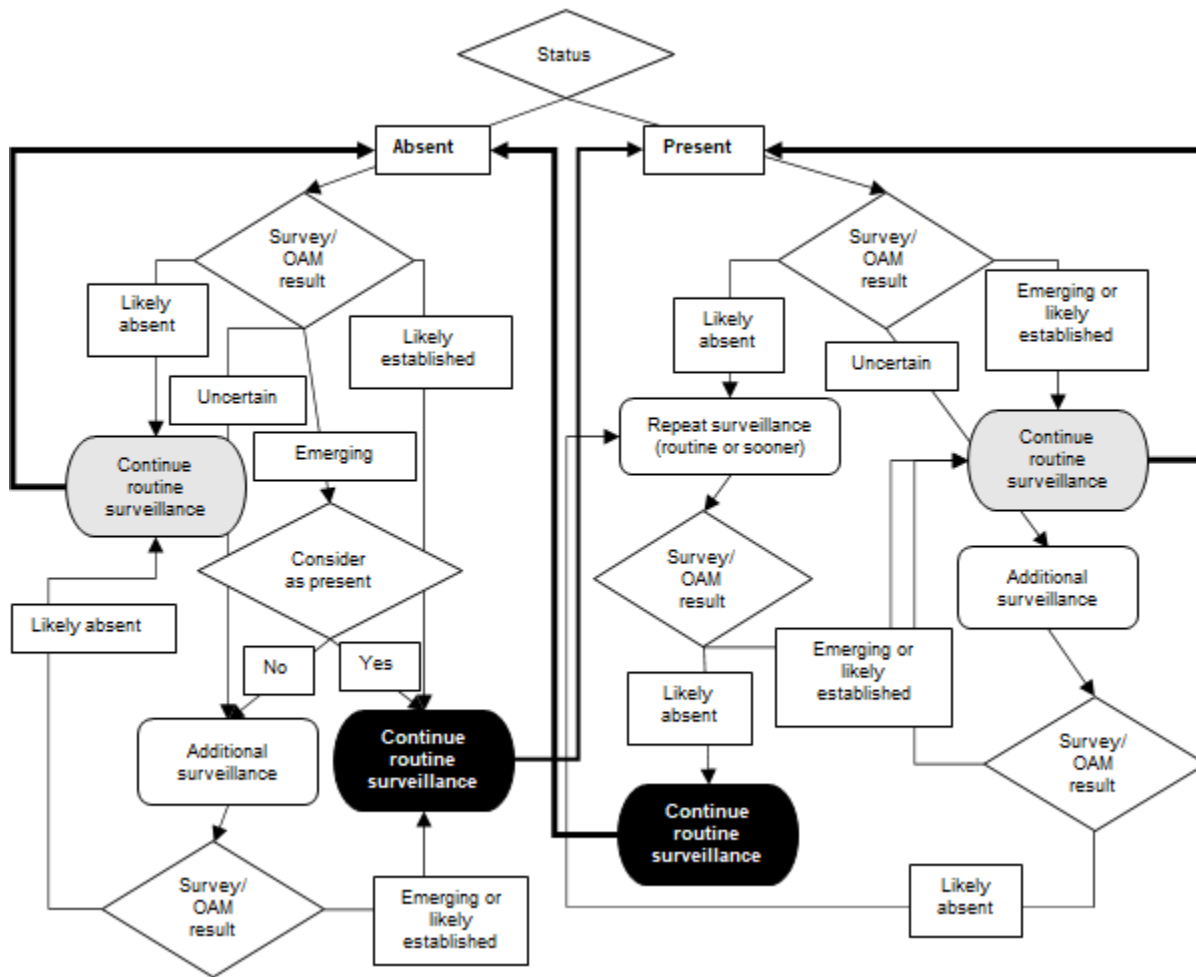 Status
Absent
Present
Survey/
OAM
result
Survey/
OAM
result
Likely
absent
Likely
established
Uncertain
Emerging
Likely
absent
Uncertain
Emerging or
likely
established
Continue
routine
surveillance
Repeat surveillance
(routine or sooner)
Continue
routine
surveillance
Consider
as present
Survey/
OAM
result
Additional
surveillance
Likely absent
No
Yes
Likely
absent
Emerging or
likely
established
Additional
surveillance
Continue
routine
surveillance
Survey/
OAM
result
Continue
routine
surveillance
Survey/
OAM
result
Emerging or
likely
established
Likely
absent